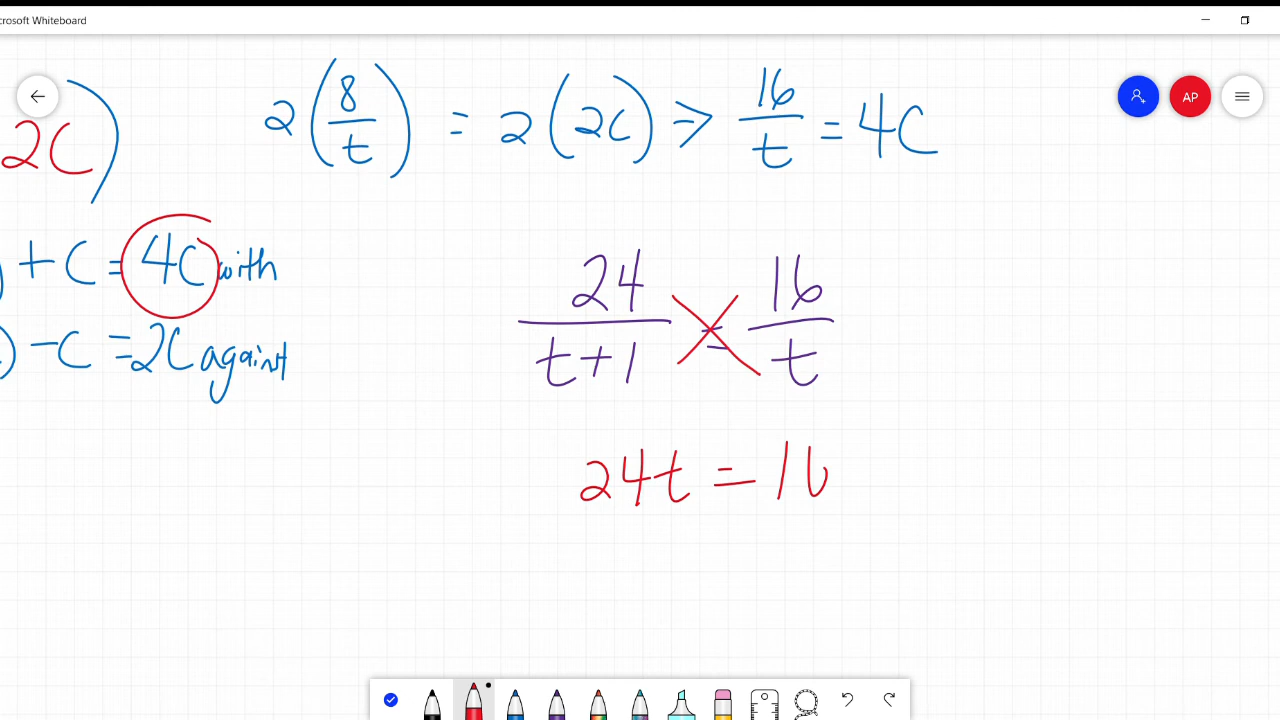 crosoft Whiteboard
AP
2C)
2(8/t) = 2(2C) => 16/t = 4C
) + C = 4C with
) - C = 2C against
24/(t+1) = 16/t
24t = 16